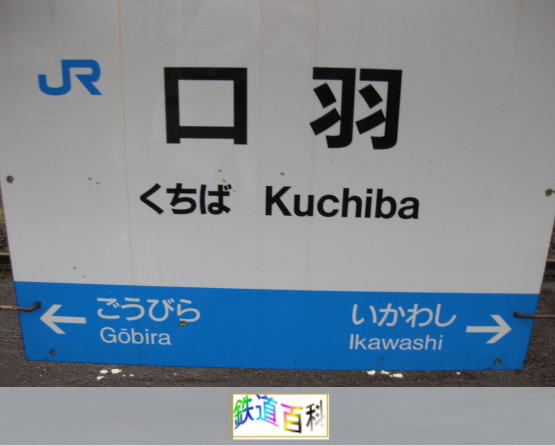 JR
口羽
くちば Kuchiba
← ごうびら
Gōbira
いかわし →
Ikawashi
鉄道百科